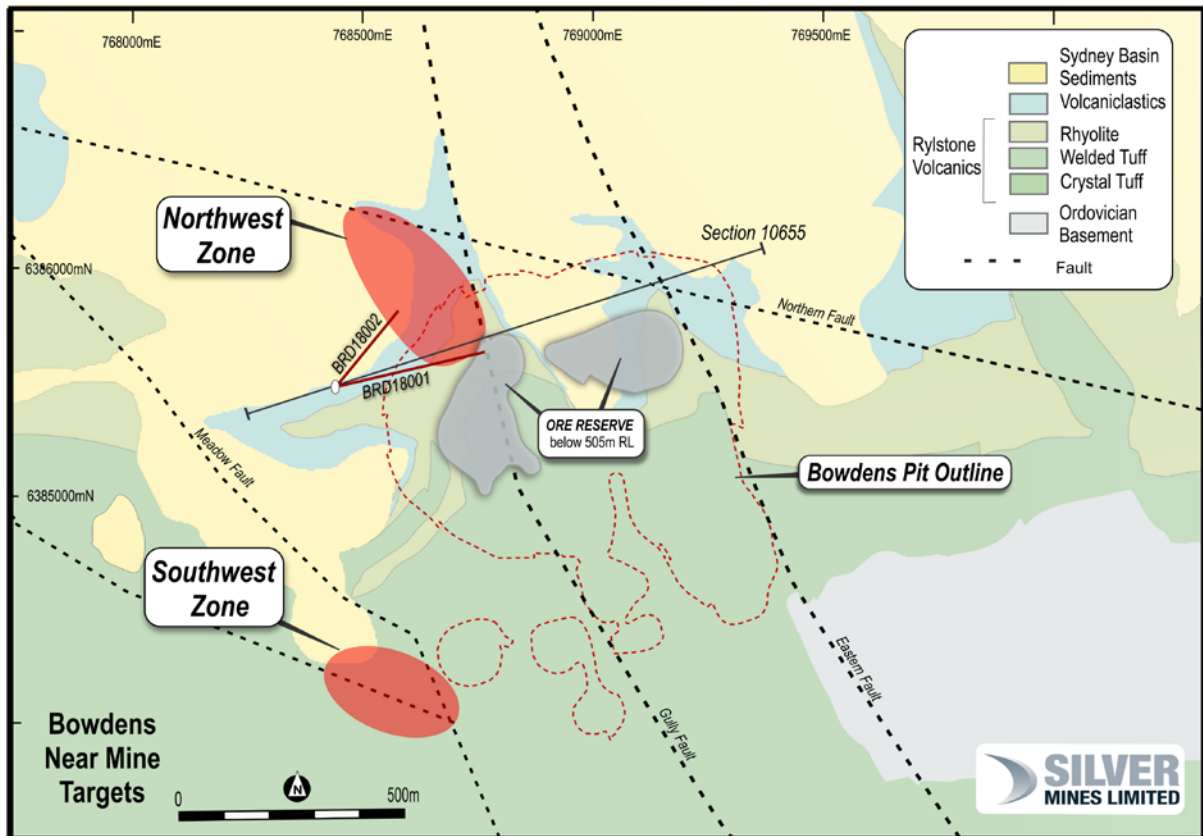 768000mE
768500mE
769000mE
769500mE
Sydney Basin
Sediments
Volcaniclastics
Rylstone
Volcanics
Rhyolite
Welded Tuff
Crystal Tuff
Ordovician
Basement
Fault
Northwest
Zone
Section 10655
6386000mN
Northern Fault
BRD18002
BRD18001
ORE RESERVE
below 505m RL
Meadow Fault
Bowdens Pit Outline
6385000mN
Southwest
Zone
Eastern Fault
Gully Fault
Bowdens
Near Mine
Targets
N
0
500m
SILVER
MINES LIMITED